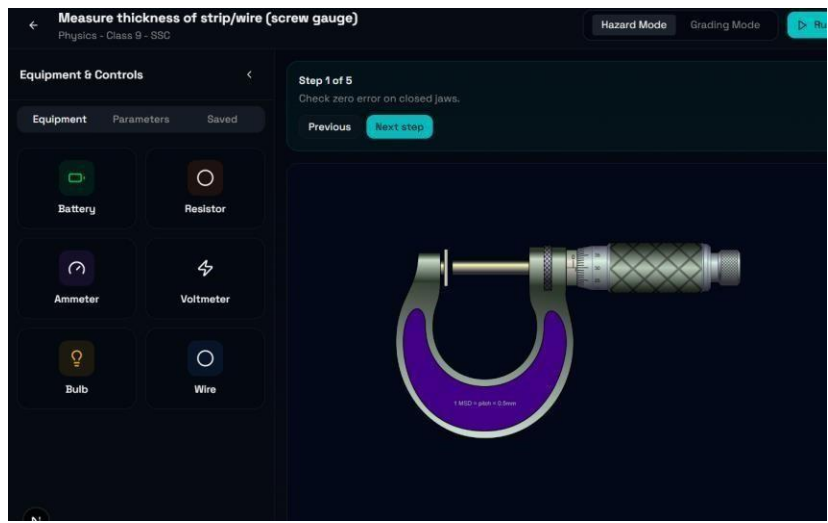 Measure thickness of strip/wire (screw gauge)
Physics - Class 9 - SSC
Hazard Mode
Grading Mode
Ru
Equipment & Controls
Equipment
Parameters
Saved
Battery
Resistor
Ammeter
Voltmeter
Bulb
Wire
Step 1 of 5
Check zero error on closed jaws.
Previous
Next step
1 MSD = pitch = 0.5mm